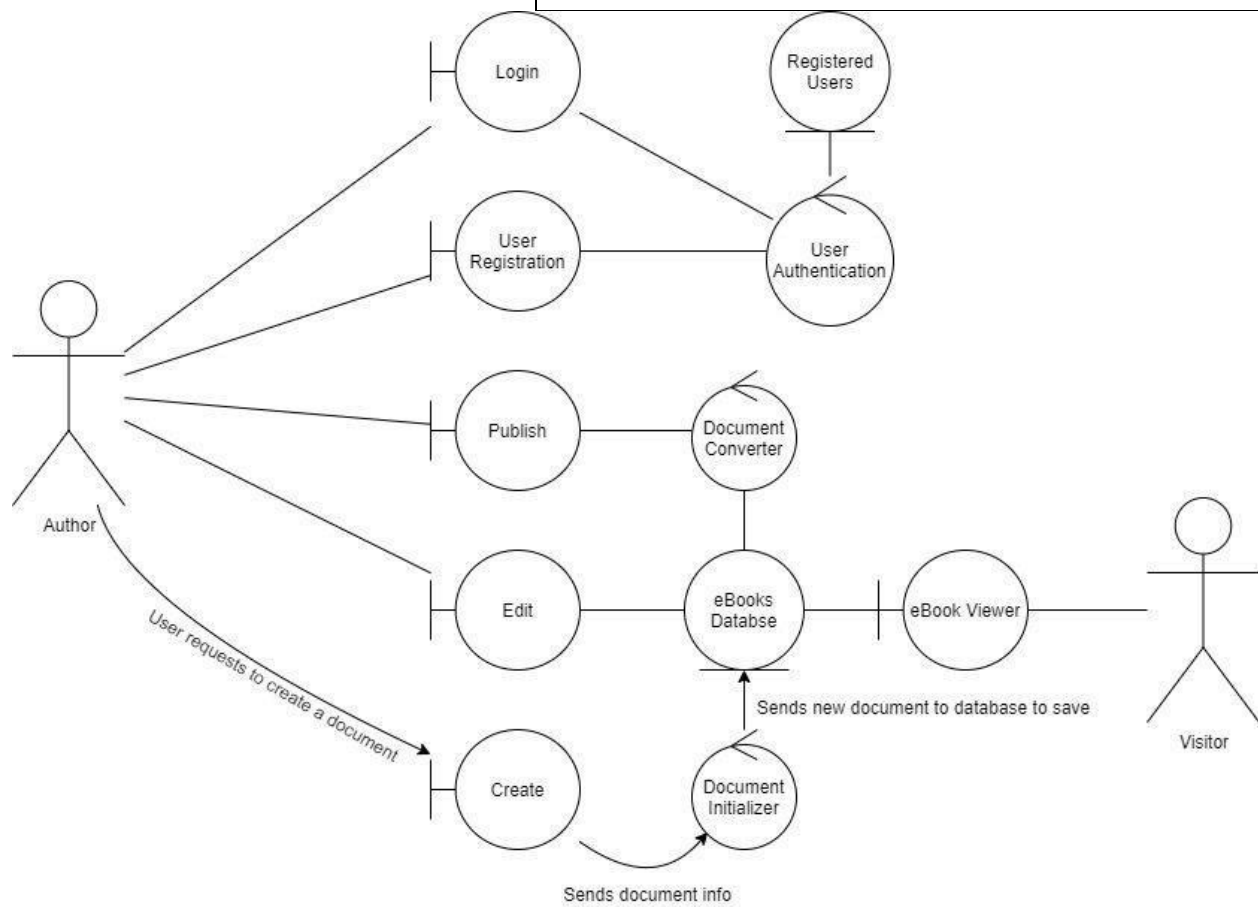 Login
Registered
Users
User
Registration
User
Authentication
Publish
Document
Converter
Author
Edit
eBooks
Databse
eBook Viewer
User requests to create a document
Sends new document to database to save
Visitor
Create
Document
Initializer
Sends document info